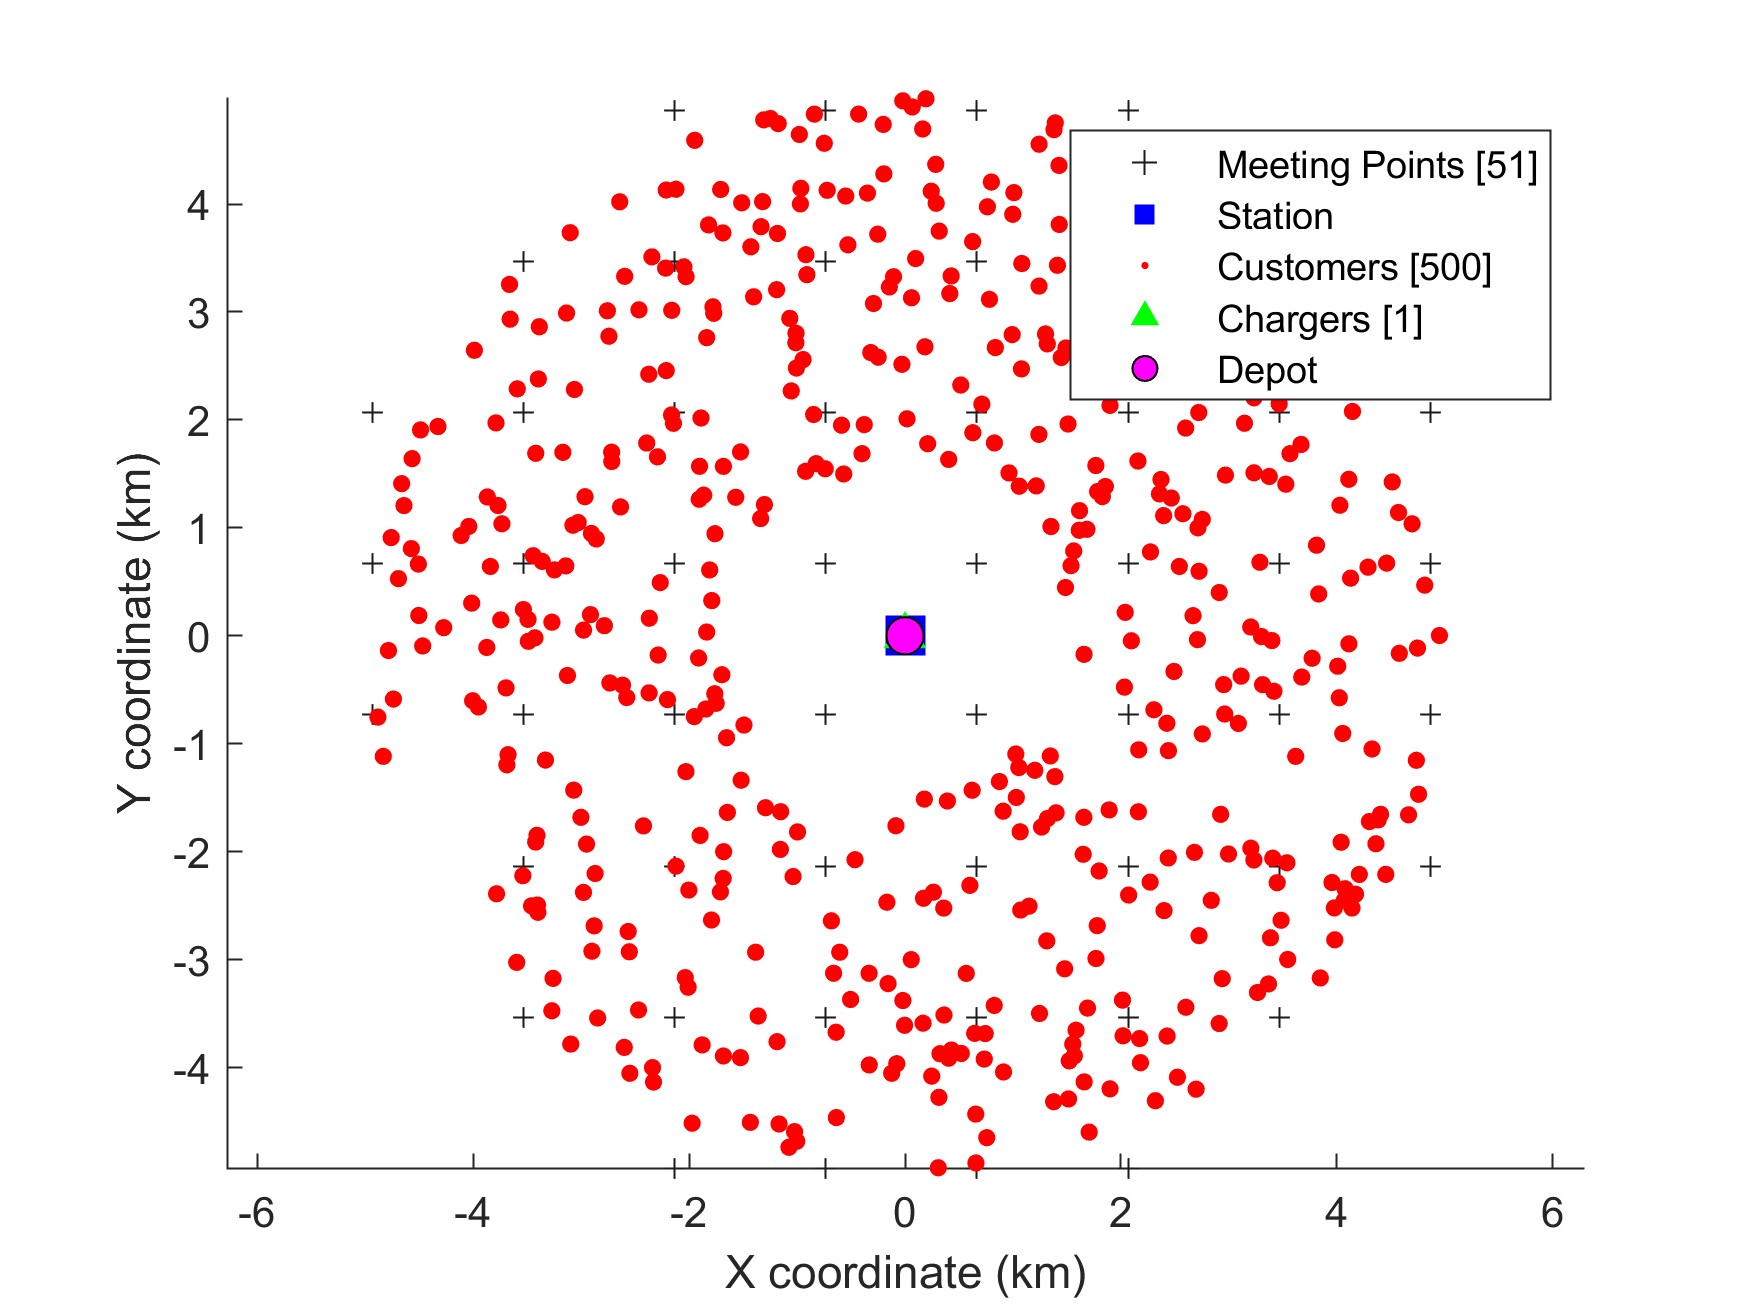 4
3
2
1
0
-1
-2
-3
-4
Y coordinate (km)
Meeting Points [51]
Station
Customers [500]
Chargers [1]
Depot
-6 -4 -2 0 2 4 6
X coordinate (km)